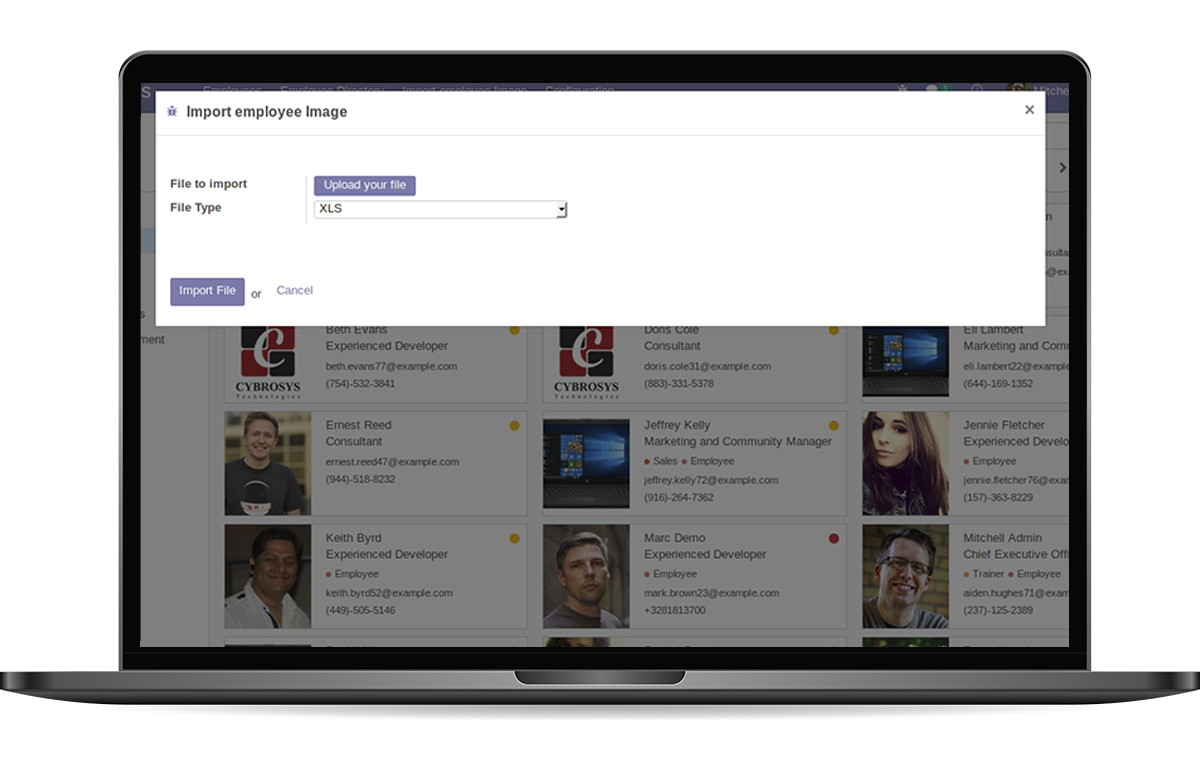 S Employees Employee Directory Import employee Image Configuration Mitche
Import employee Image ×
File to import Upload your file
File Type XLS
Import File or Cancel
Beth Evans
Experienced Developer
beth.evans77@example.com
(754)-532-3841
CYBROSYS
Technologies
Doris Cole
Consultant
doris.cole31@example.com
(883)-331-5378
CYBROSYS
Technologies
Eli Lambert
Marketing and Comm
eli.lambert22@example
(644)-169-1352
Ernest Reed
Consultant
ernest.reed47@example.com
(944)-518-8232
Jeffrey Kelly
Marketing and Community Manager
Sales Employee
jeffrey.kelly72@example.com
(916)-264-7362
Jennie Fletcher
Experienced Develo
Employee
jennie.fletcher76@exam
(157)-363-8229
Keith Byrd
Experienced Developer
Employee
keith.byrd52@example.com
(449)-505-5146
Marc Demo
Experienced Developer
Employee
mark.brown23@example.com
+3281813700
Mitchell Admin
Chief Executive Offi
Trainer Employee
aiden.hughes71@exam
(237)-125-2389